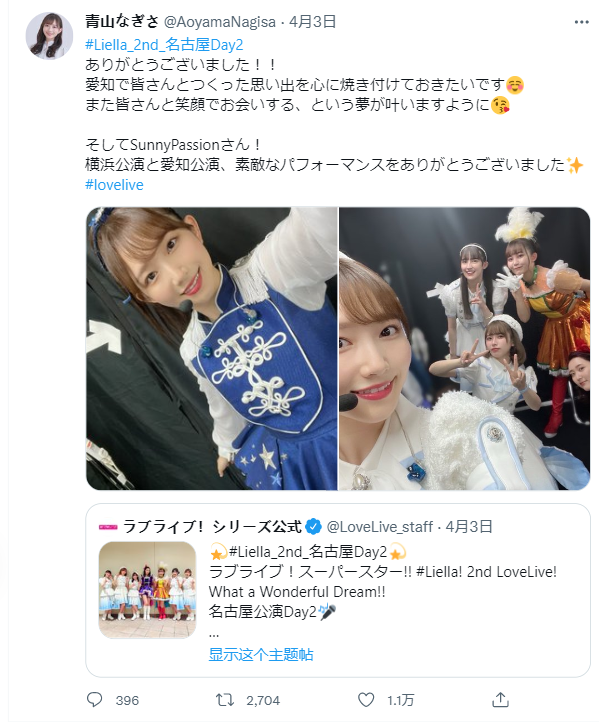 青山なぎさ @AoyamaNagisa · 4月3日
#Liella_2nd_名古屋Day2
ありがとうございました！！
愛知で皆さんとつくった思い出を心に焼き付けておきたいです☺️
また皆さんと笑顔でお会いする、という夢が叶いますように😘
そしてSunnyPassionさん！
横浜公演と愛知公演、素敵なパフォーマンスをありがとうございました✨
#lovelive
ラブライブ！シリーズ公式 @LoveLive_staff · 4月3日
💫#Liella_2nd_名古屋Day2💫
ラブライブ！スーパースター!! #Liella! 2nd LoveLive!
What a Wonderful Dream!!
名古屋公演Day2🎤
...
显示这个主题帖
396
2,704
1.1万